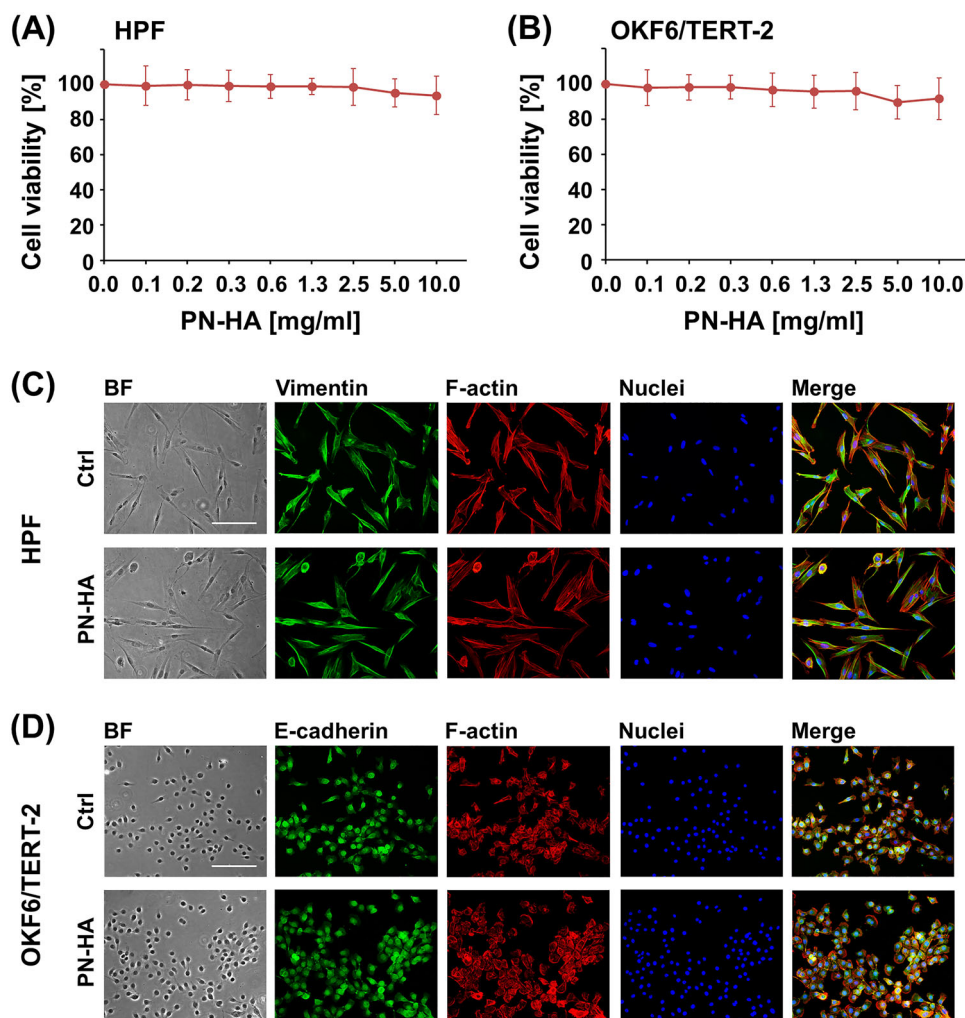 (A) HPF
Cell viability [%]
100
80
60
40
20
0
0.0 0.1 0.2 0.3 0.6 1.3 2.5 5.0 10.0
PN-HA [mg/ml]
(B) OKF6/TERT-2
Cell viability [%]
100
80
60
40
20
0
0.0 0.1 0.2 0.3 0.6 1.3 2.5 5.0 10.0
PN-HA [mg/ml]
(C)
BF Vimentin F-actin Nuclei Merge
HPF
Ctrl
PN-HA
(D)
BF E-cadherin F-actin Nuclei Merge
OKF6/TERT-2
Ctrl
PN-HA